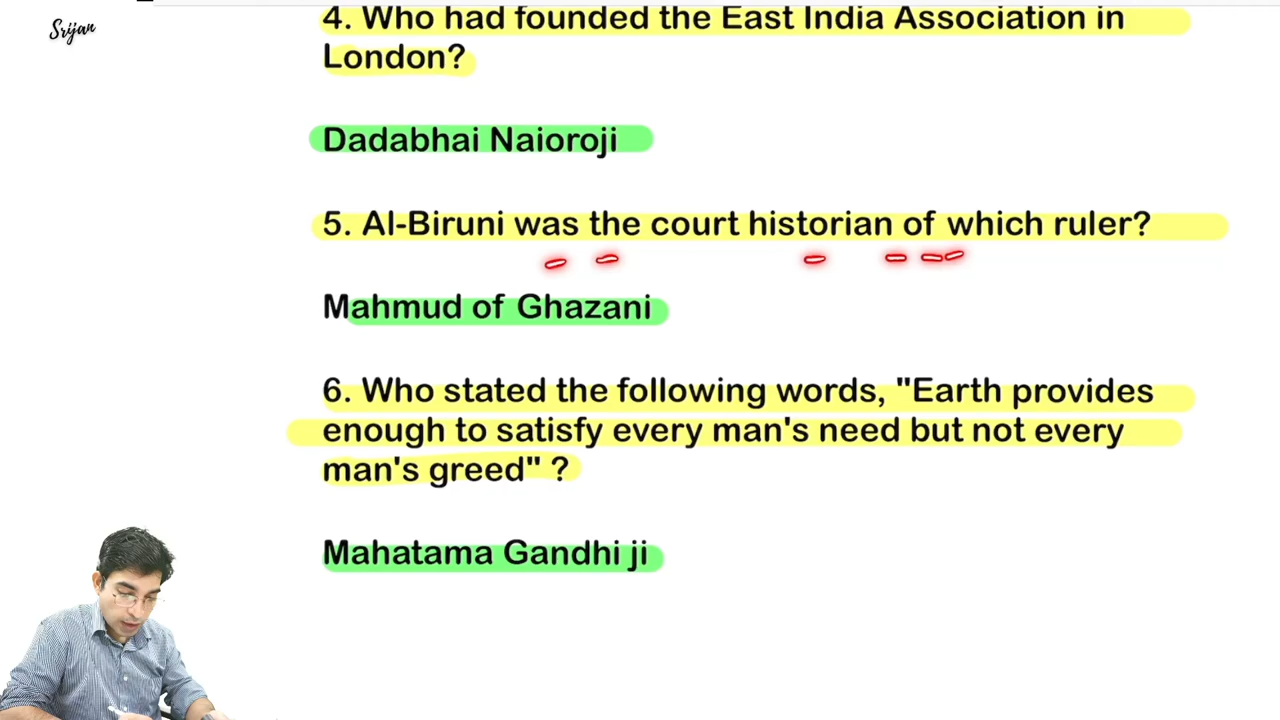 Srijan
4. Who had founded the East India Association in
London?
Dadabhai Naioroji
5. Al-Biruni was the court historian of which ruler?
Mahmud of Ghazani
6. Who stated the following words, "Earth provides
enough to satisfy every man's need but not every
man's greed" ?
Mahatama Gandhi ji